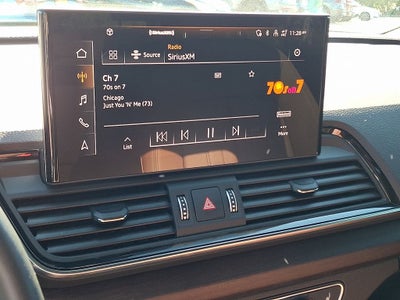 ((SiriusXM))
11:28
Source
Radio
SiriusXM
Ch 7
70s on 7
Chicago
Just You 'N' Me (73)
70s on 7
List
More